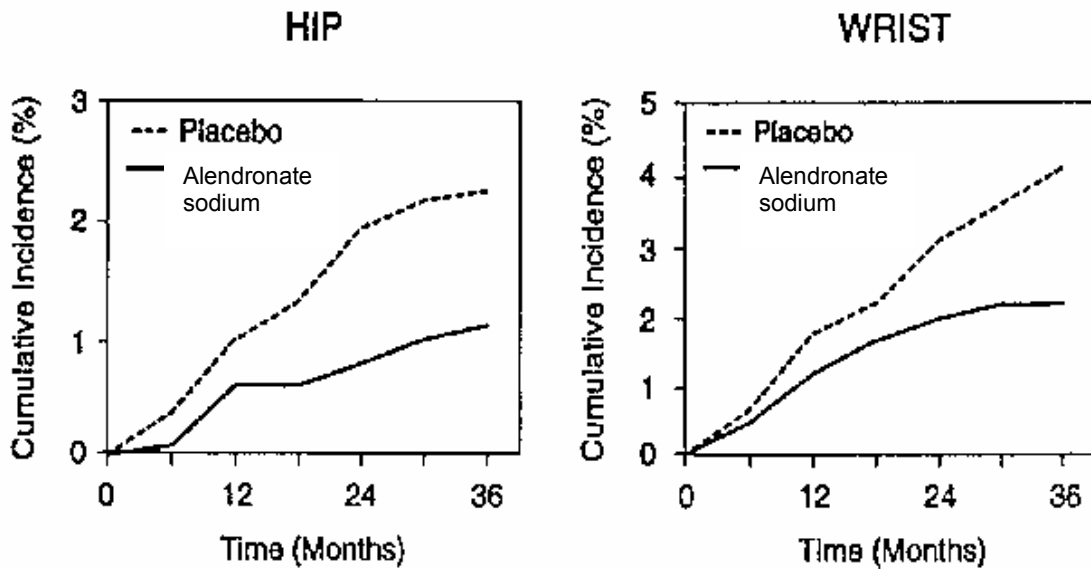 HIP
Cumulative Incidence (%)
3
2
1
0
Placebo
Alendronate
sodium
0 12 24 36
Time (Months)
WRIST
Cumulative Incidence (%)
5
4
3
2
1
0
Placebo
Alendronate
sodium
0 12 24 36
Time (Months)